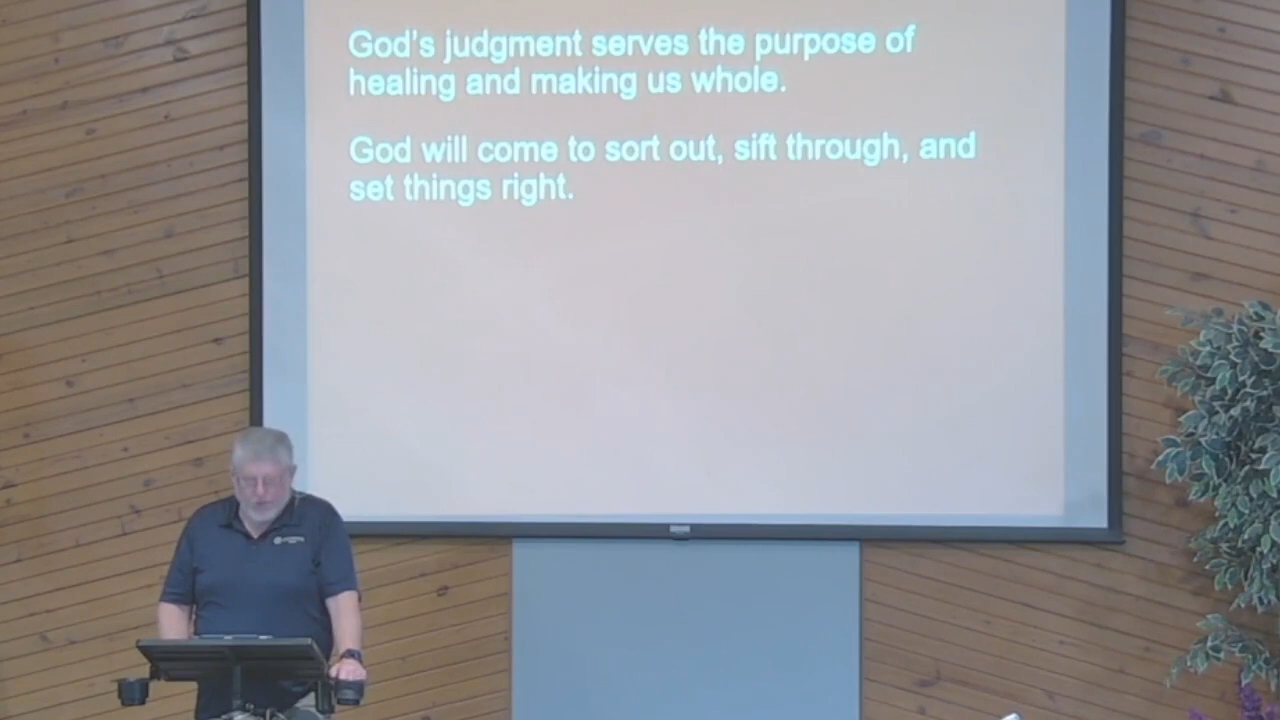 God's judgment serves the purpose of
healing and making us whole.
God will come to sort out, sift through, and
set things right.